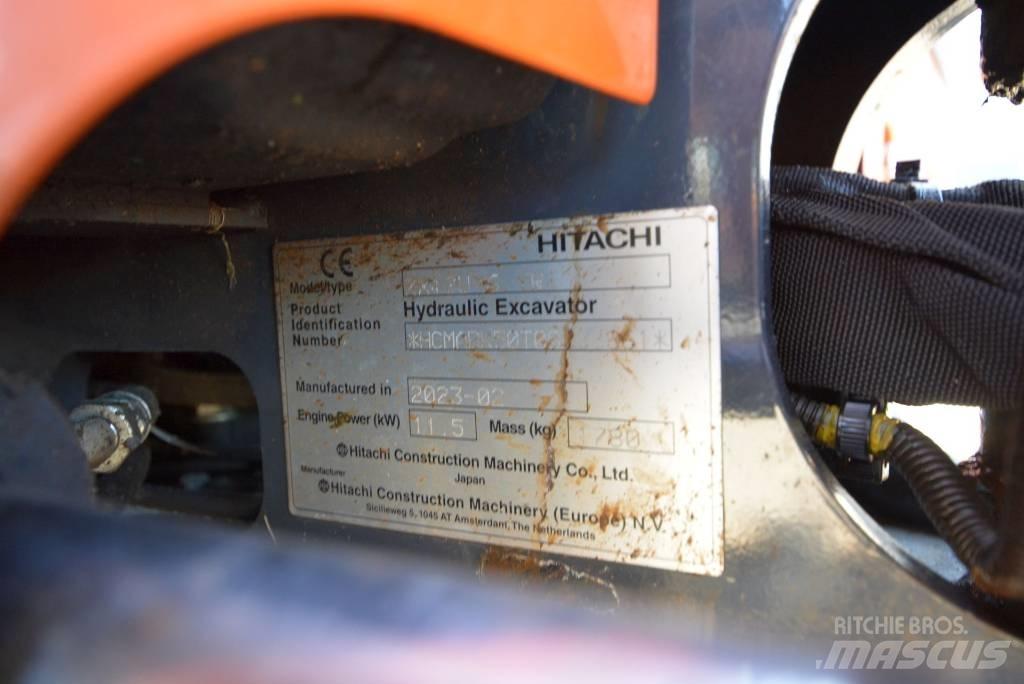 CE
HITACHI
Model/type
Product Hydraulic Excavator
Identification
Number
Manufactured in 2023-02
Engine Power (kW) 11.5 Mass (kg) 1780
Hitachi Construction Machinery Co., Ltd.
Japan
Manufacturer
Hitachi Construction Machinery (Europe) N.V.
Sicilieweg 5, 1045 AT Amsterdam, The Netherlands
RITCHIE BROS.
MASCUS